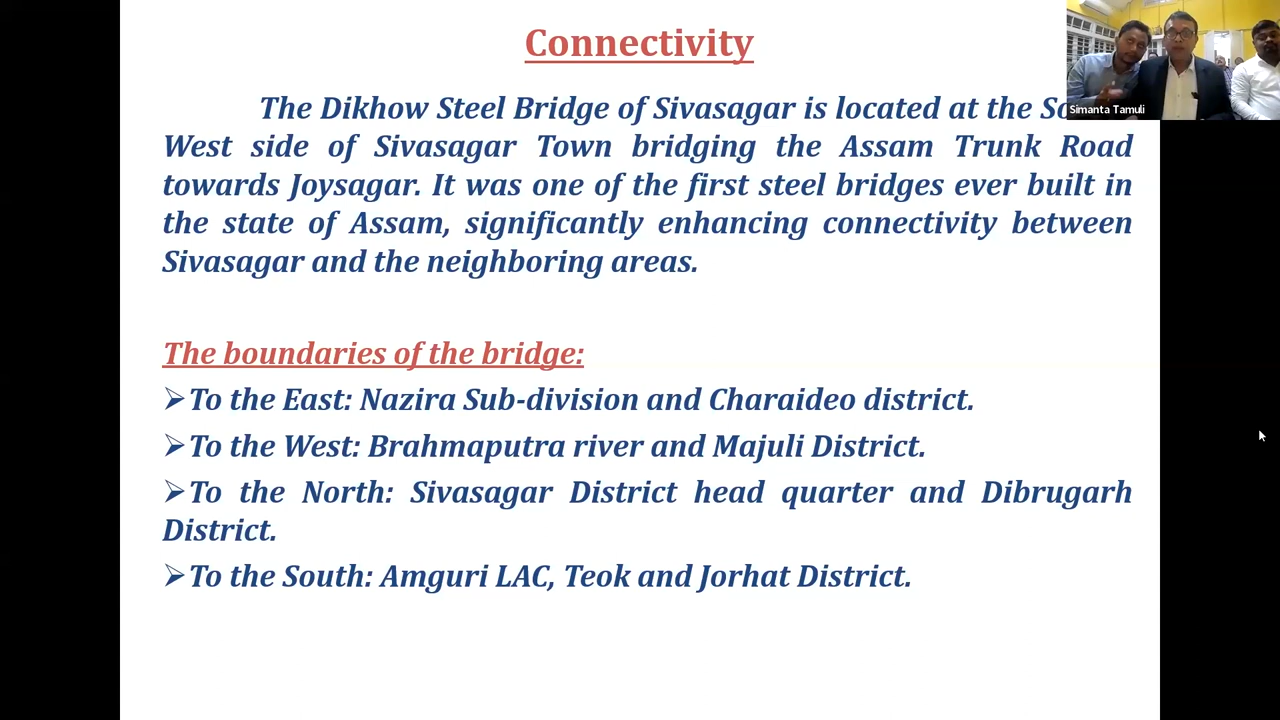 Connectivity
Simanta Tamuli
The Dikhow Steel Bridge of Sivasagar is located at the
West side of Sivasagar Town bridging the Assam Trunk Road
towards Joysagar. It was one of the first steel bridges ever built in
the state of Assam, significantly enhancing connectivity between
Sivasagar and the neighboring areas.
The boundaries of the bridge:
➢To the East: Nazira Sub-division and Charaideo district.
➢To the West: Brahmaputra river and Majuli District.
➢To the North: Sivasagar District head quarter and Dibrugarh
District.
➢To the South: Amguri LAC, Teok and Jorhat District.